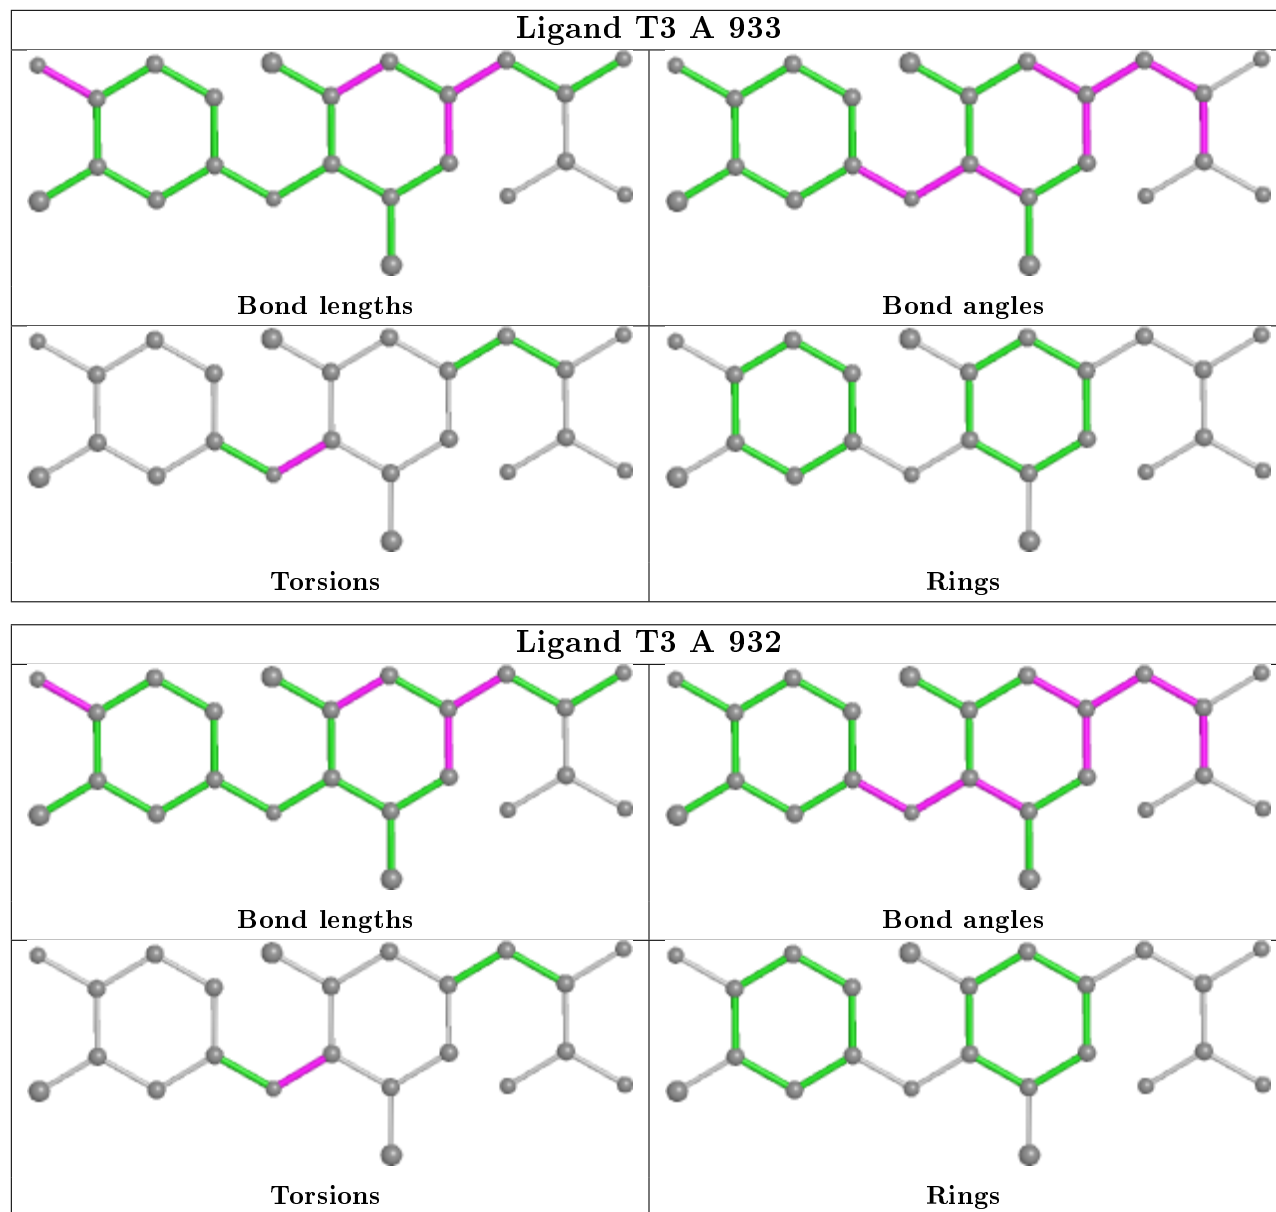 Ligand T3 A 933
Bond lengths
Bond angles
Torsions
Rings
Ligand T3 A 932
Bond lengths
Bond angles
Torsions
Rings